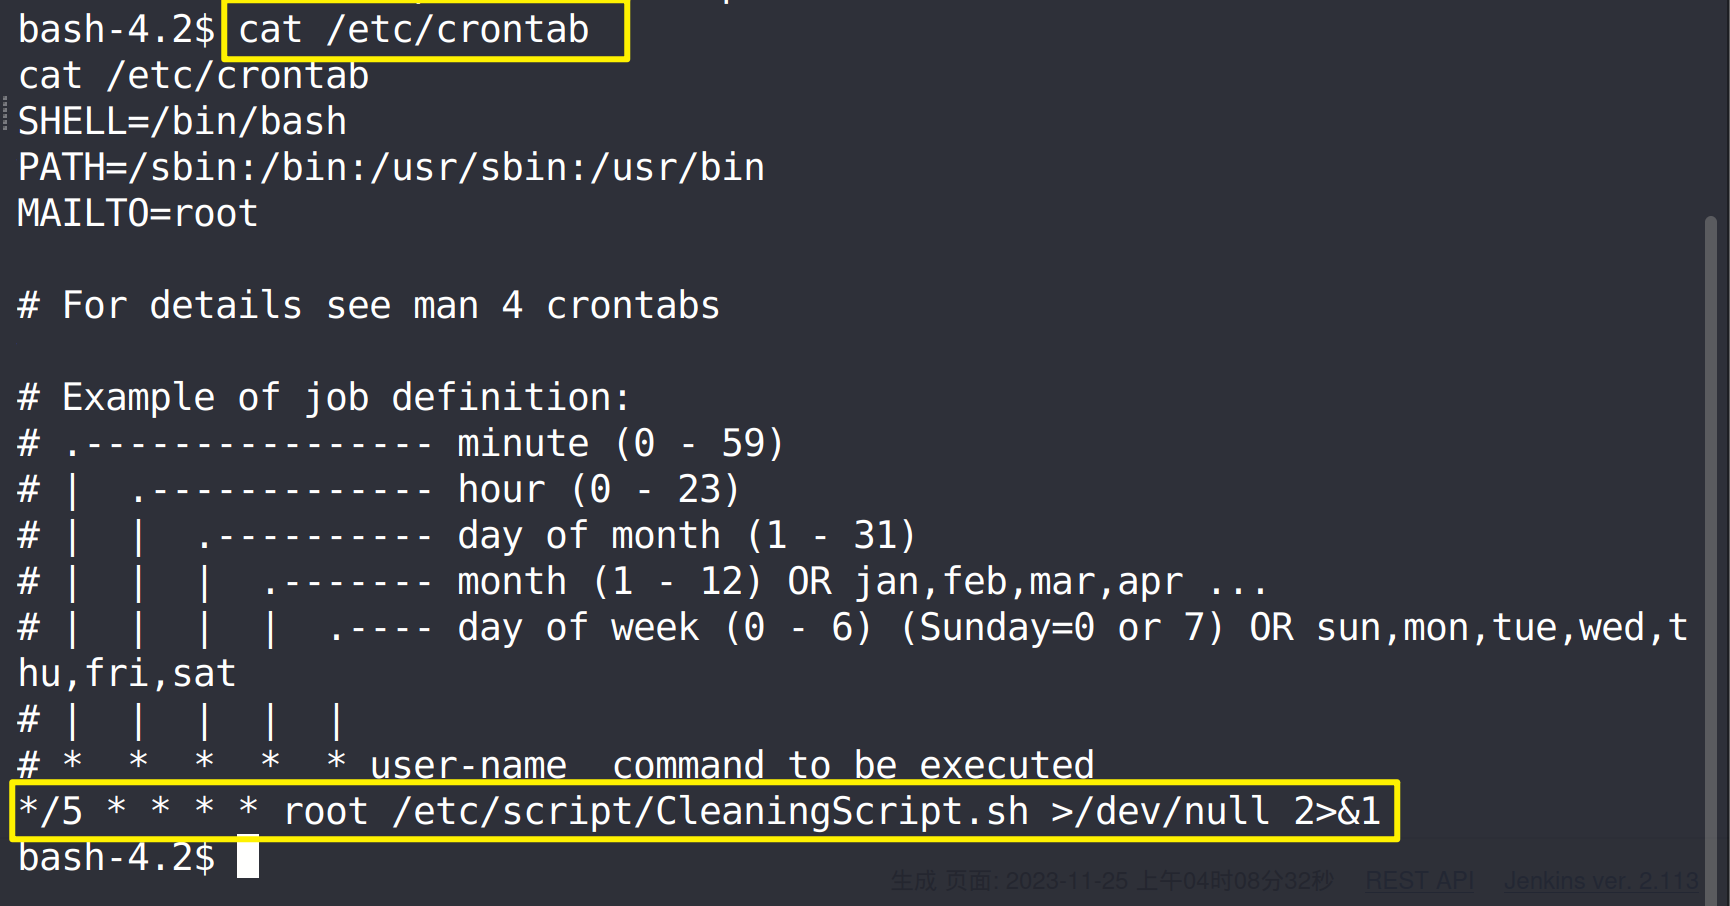 bash-4.2$ cat /etc/crontab
cat /etc/crontab
SHELL=/bin/bash
PATH=/sbin:/bin:/usr/sbin:/usr/bin
MAILTO=root
# For details see man 4 crontabs
# Example of job definition:
# .---------------- minute (0 - 59)
# |  .------------- hour (0 - 23)
# |  |  .---------- day of month (1 - 31)
# |  |  |  .------- month (1 - 12) OR jan,feb,mar,apr ...
# |  |  |  |  .---- day of week (0 - 6) (Sunday=0 or 7) OR sun,mon,tue,wed,t
hu,fri,sat
# |  |  |  |  |
# *  *  *  *  * user-name  command to be executed
*/5 * * * * root /etc/script/CleaningScript.sh >/dev/null 2>&1
bash-4.2$
生成 页面: 2023-11-25 上午04时08分32秒 REST API Jenkins ver. 2.113